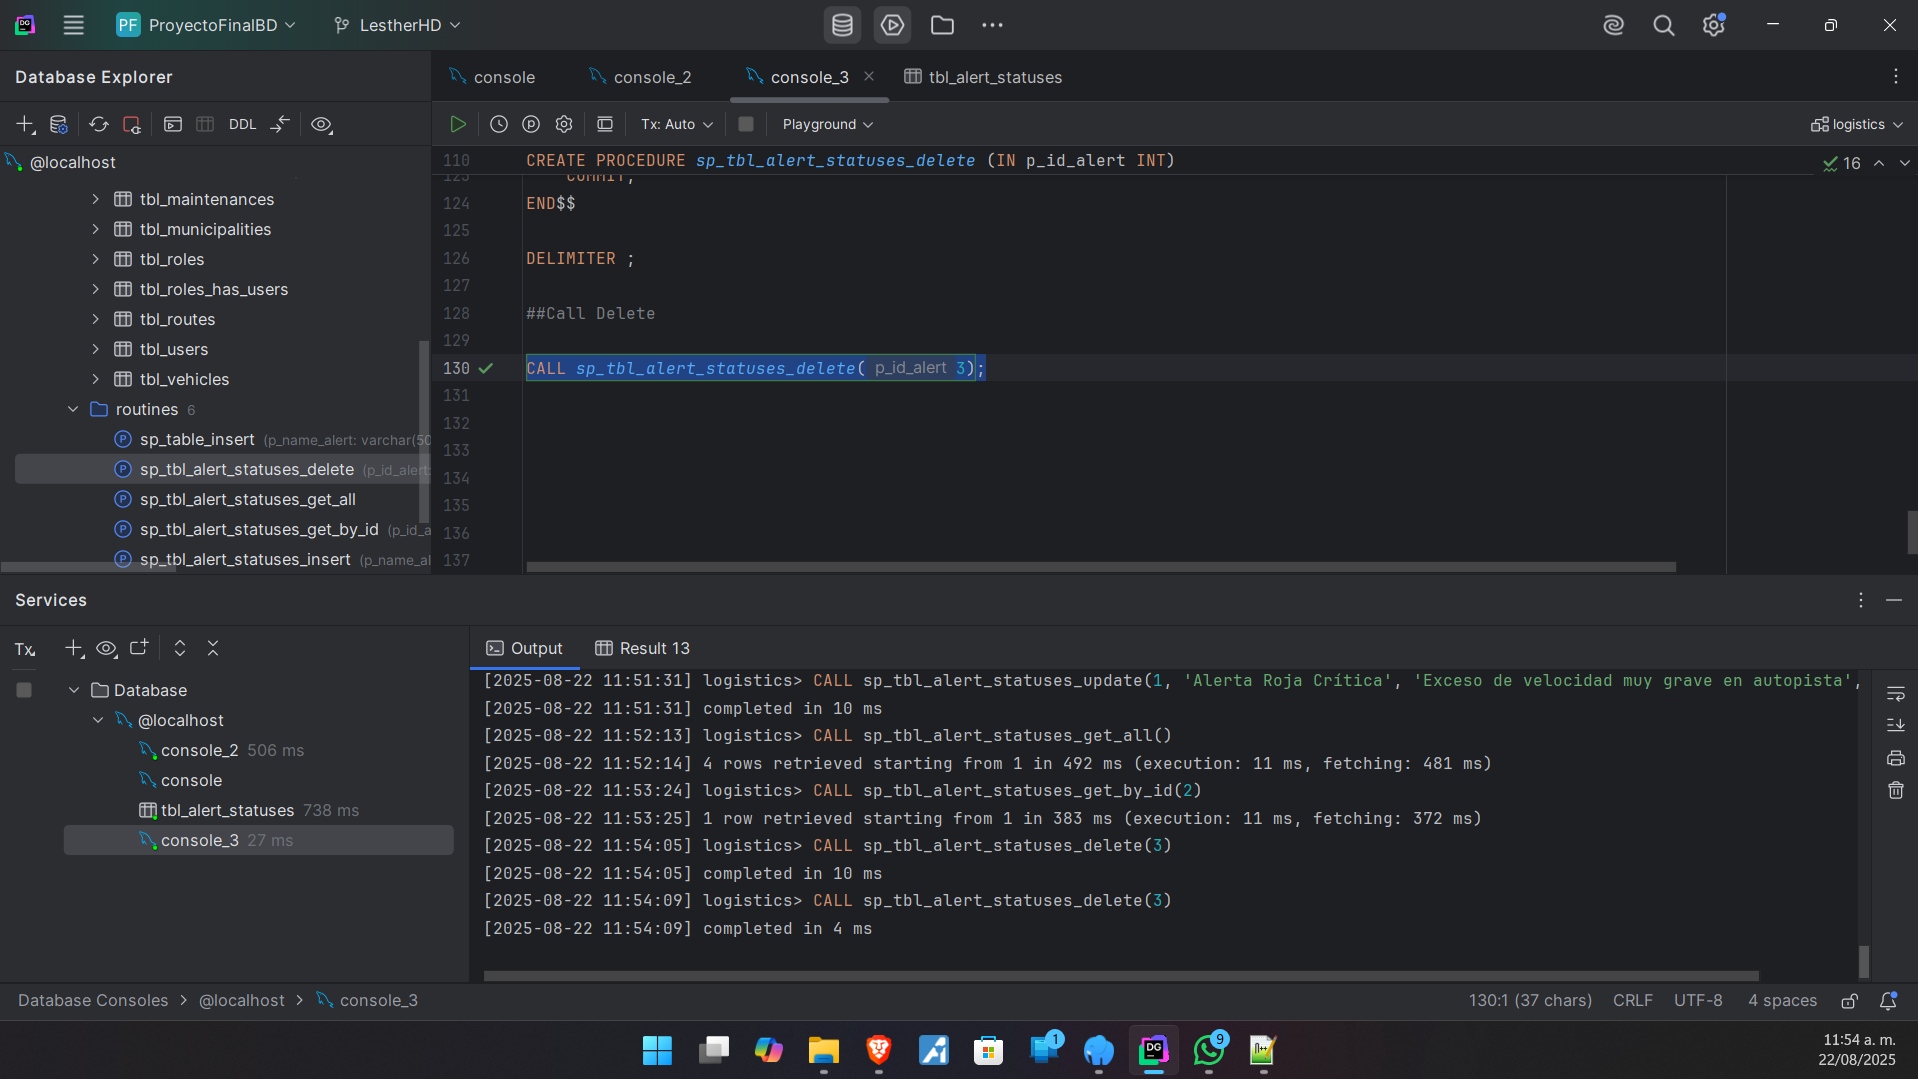 PF ProyectoFinalBD
LestherHD
Database Explorer
console
console_2
console_3
tbl_alert_statuses
DDL
Tx: Auto
Playground
logistics
@localhost
tbl_maintenances
tbl_municipalities
tbl_roles
tbl_roles_has_users
tbl_routes
tbl_users
tbl_vehicles
routines 6
sp_table_insert (p_name_alert: varchar(50
sp_tbl_alert_statuses_delete (p_id_alert:
sp_tbl_alert_statuses_get_all
sp_tbl_alert_statuses_get_by_id (p_id_a
sp_tbl_alert_statuses_insert (p_name_al
110 CREATE PROCEDURE sp_tbl_alert_statuses_delete (IN p_id_alert INT)
16
123 COMMIT;
124 END$$
125
126 DELIMITER ;
127
128 ##Call Delete
129
130 CALL sp_tbl_alert_statuses_delete( p_id_alert 3);
131
132
133
134
135
136
137
Services
Tx
Database
@localhost
console_2 506 ms
console
tbl_alert_statuses 738 ms
console_3 27 ms
Output
Result 13
[2025-08-22 11:51:31] logistics> CALL sp_tbl_alert_statuses_update(1, 'Alerta Roja Crítica', 'Exceso de velocidad muy grave en autopista',
[2025-08-22 11:51:31] completed in 10 ms
[2025-08-22 11:52:13] logistics> CALL sp_tbl_alert_statuses_get_all()
[2025-08-22 11:52:14] 4 rows retrieved starting from 1 in 492 ms (execution: 11 ms, fetching: 481 ms)
[2025-08-22 11:53:24] logistics> CALL sp_tbl_alert_statuses_get_by_id(2)
[2025-08-22 11:53:25] 1 row retrieved starting from 1 in 383 ms (execution: 11 ms, fetching: 372 ms)
[2025-08-22 11:54:05] logistics> CALL sp_tbl_alert_statuses_delete(3)
[2025-08-22 11:54:05] completed in 10 ms
[2025-08-22 11:54:09] logistics> CALL sp_tbl_alert_statuses_delete(3)
[2025-08-22 11:54:09] completed in 4 ms
Database Consoles > @localhost > console_3
130:1 (37 chars) CRLF UTF-8 4 spaces
1
DG
9
11:54 a. m.
22/08/2025